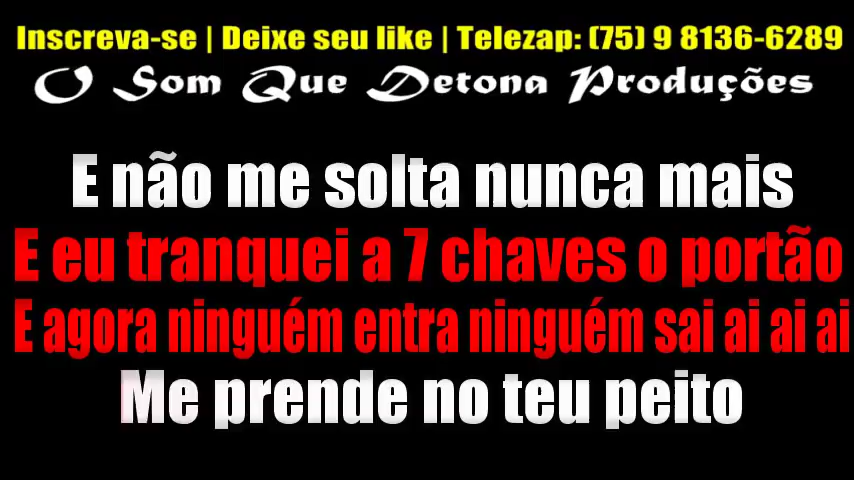 Inscreva-se | Deixe seu like | Telezap: (75) 9 8136-6289
O Som Que Detona Produções
E não me solta nunca mais
E eu tranquei a 7 chaves o portão
E agora ninguém entra ninguém sai ai ai ai
Me prende no teu peito